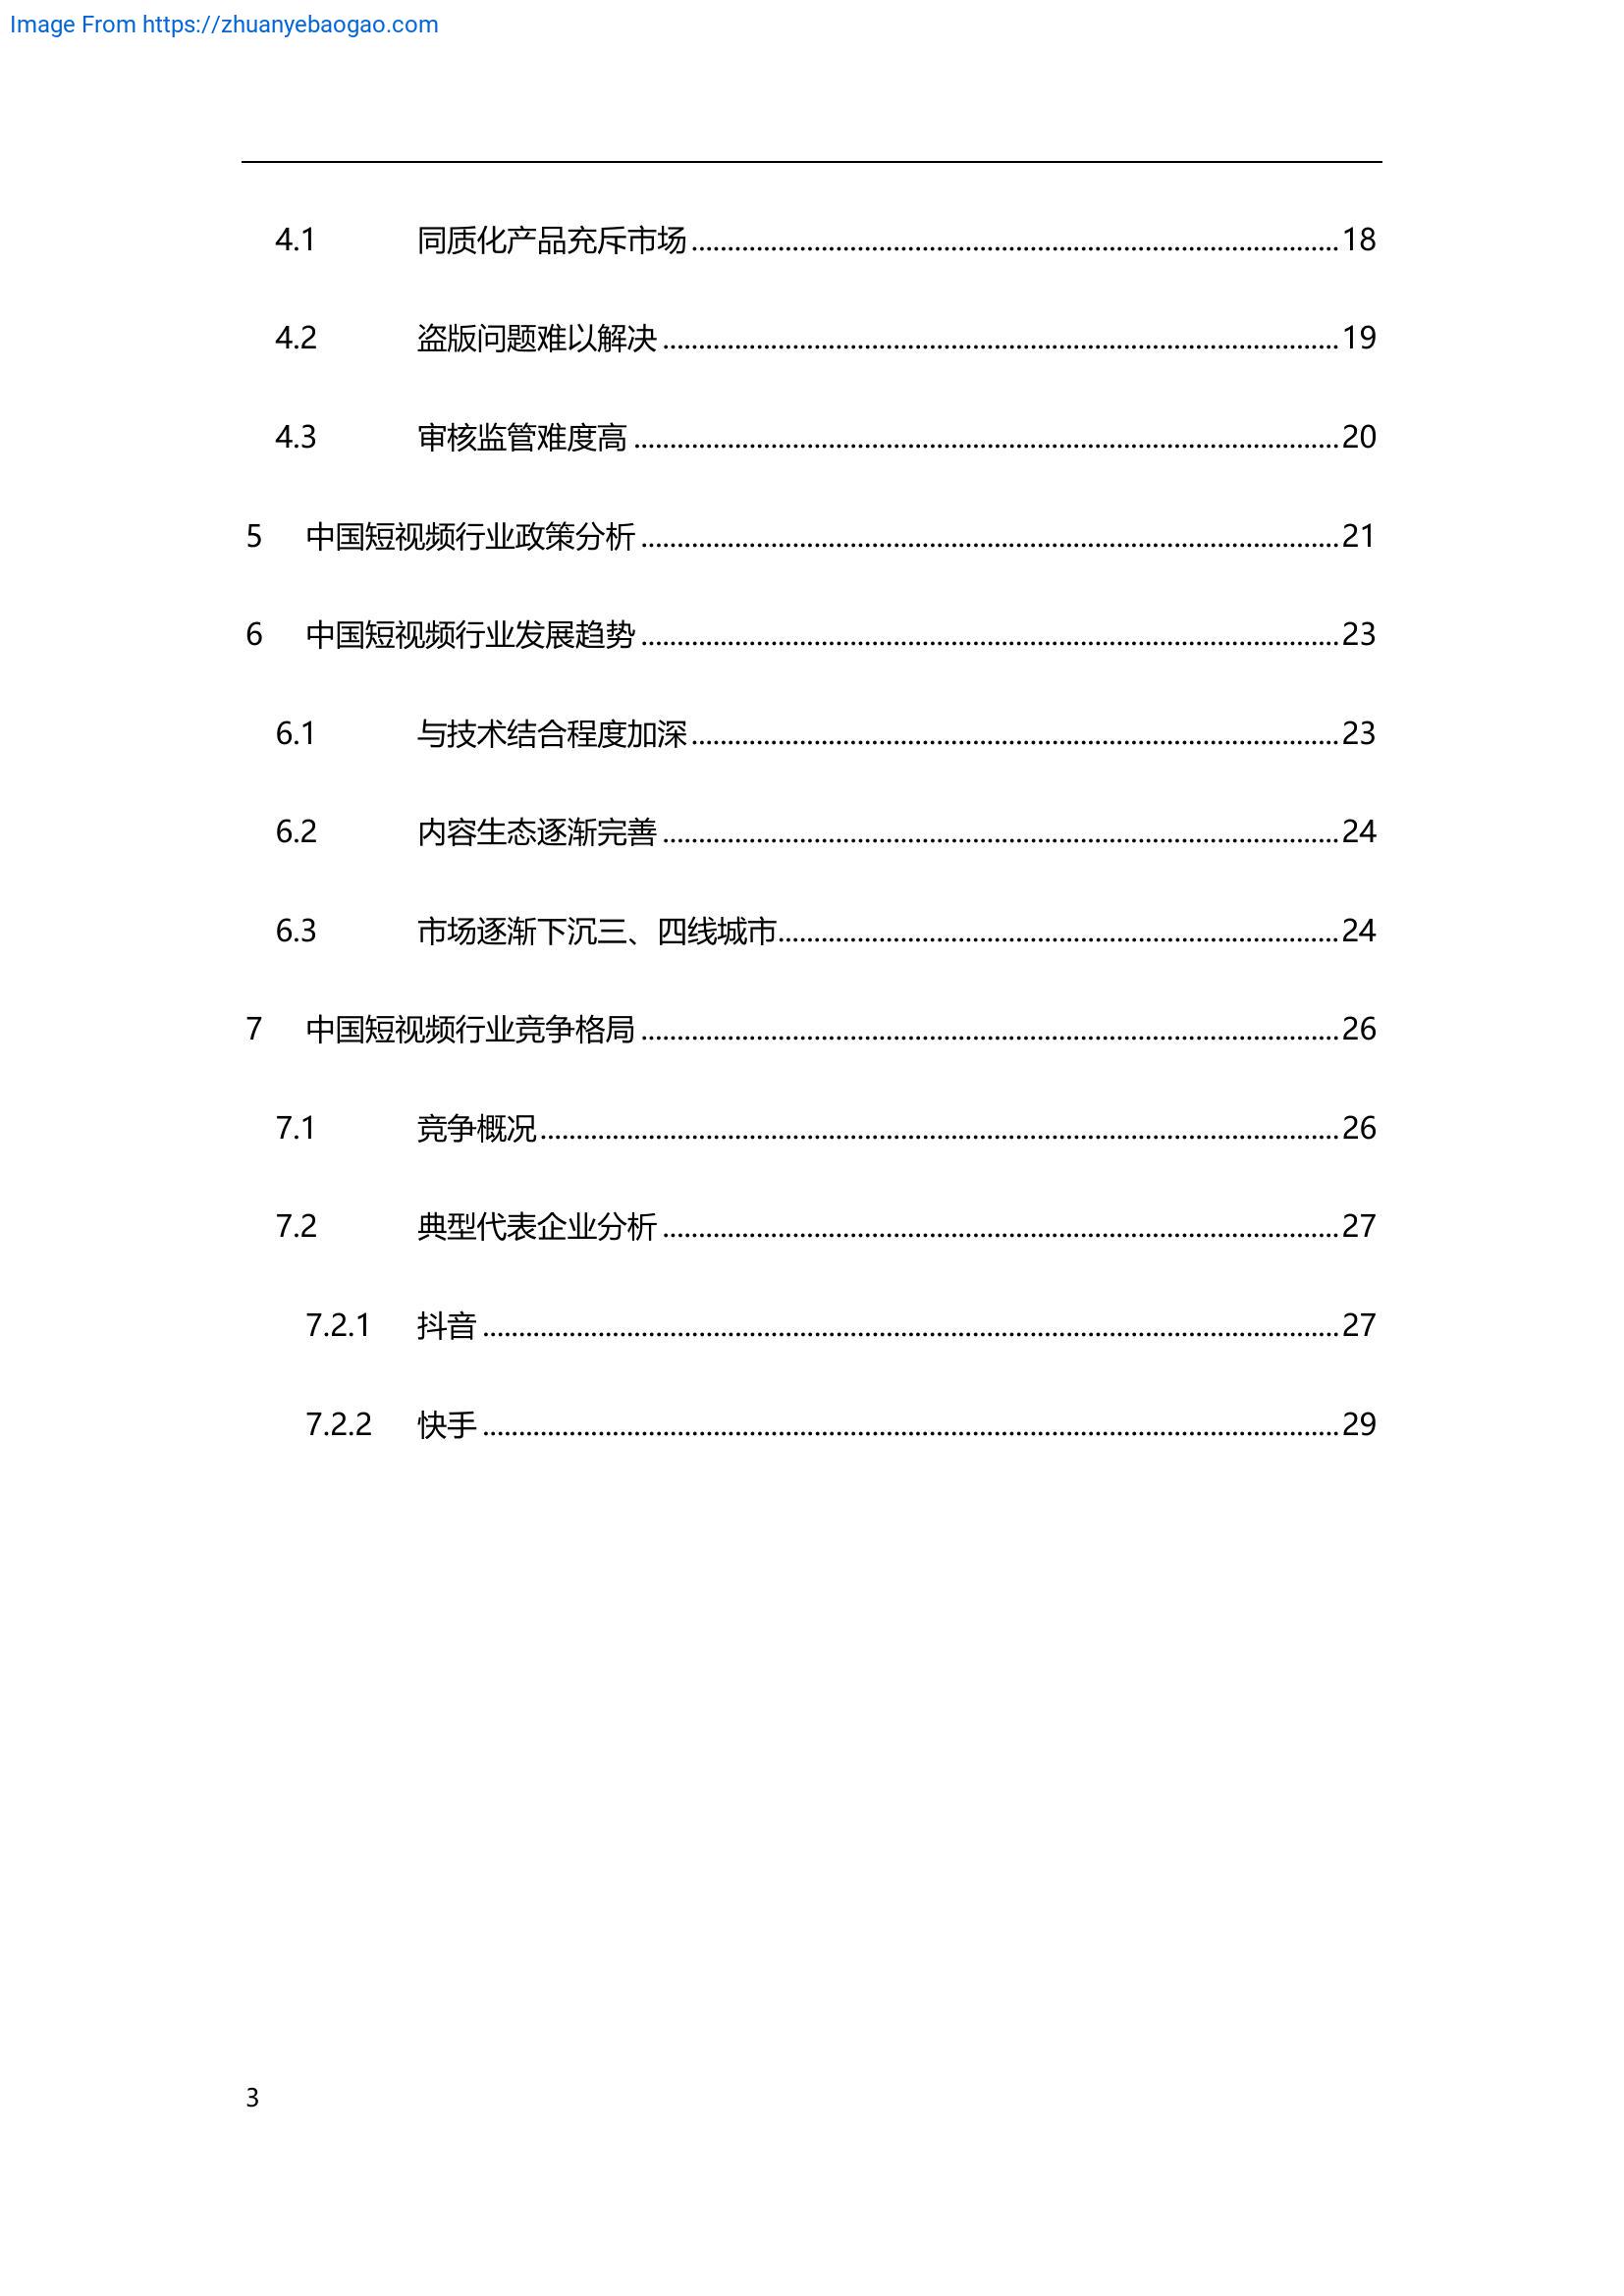 Image From https://zhuanyebaogao.com
4.1 同质化产品充斥市场 18
4.2 盗版问题难以解决 19
4.3 审核监管难度高 20
5 中国短视频行业政策分析 21
6 中国短视频行业发展趋势 23
6.1 与技术结合程度加深 23
6.2 内容生态逐渐完善 24
6.3 市场逐渐下沉三、四线城市 24
7 中国短视频行业竞争格局 26
7.1 竞争概况 26
7.2 典型代表企业分析 27
7.2.1 抖音 27
7.2.2 快手 29
3